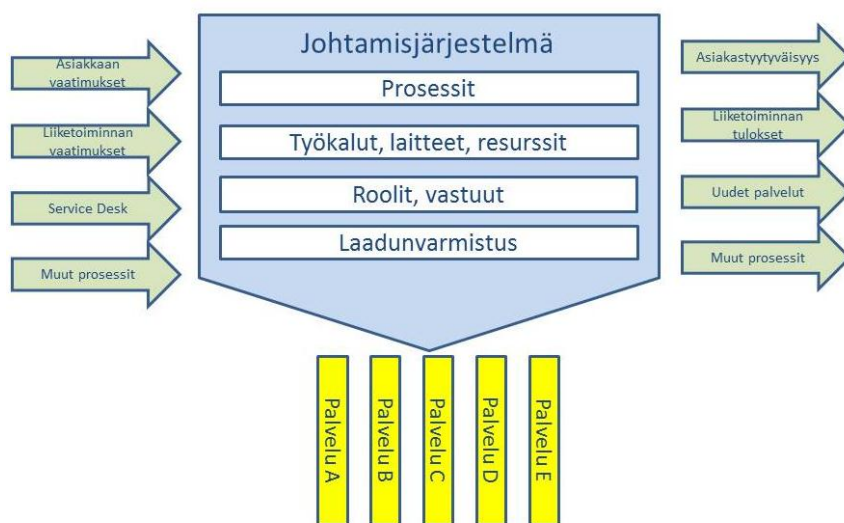 Johtamisjärjestelmä
Prosessit
Työkalut, laitteet, resurssit
Roolit, vastuut
Laadunvarmistus
Asiakkaan
vaatimukset
Liiketoiminnan
vaatimukset
Service Desk
Muut prosessit
Asiakastyytyväisyys
Liiketoiminnan
tulokset
Uudet palvelut
Muut prosessit
Palvelu A
Palvelu B
Palvelu C
Palvelu D
Palvelu E